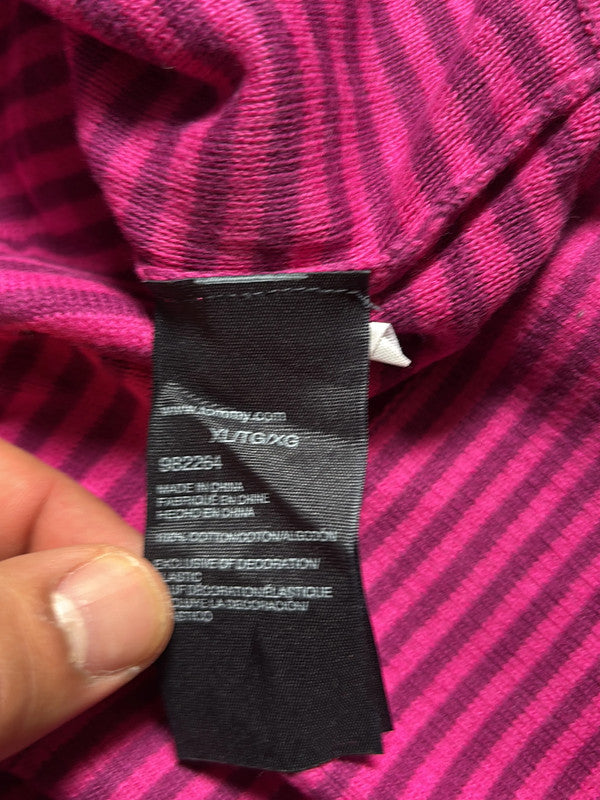 www.tommy.com
XL/TG/XG
982264
MADE IN CHINA
FABRIQUÉ EN CHINE
HECHO EN CHINA
100% COTTON/COTON/ALGODÓN
EXCLUSIVE OF DECORATION/
ELASTIC
DÉCORATION/ÉLASTIQUE
LA DECORACIÓN/